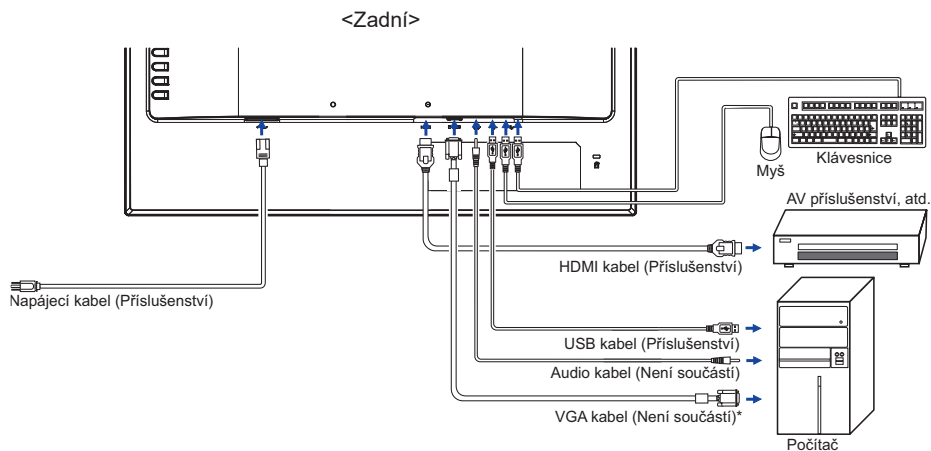 <Zadní>
Klávesnice
Myš
AV příslušenství, atd.
HDMI kabel (Příslušenství)
Napájecí kabel (Příslušenství)
USB kabel (Příslušenství)
Audio kabel (Není součástí)
VGA kabel (Není součástí)*
Počítač